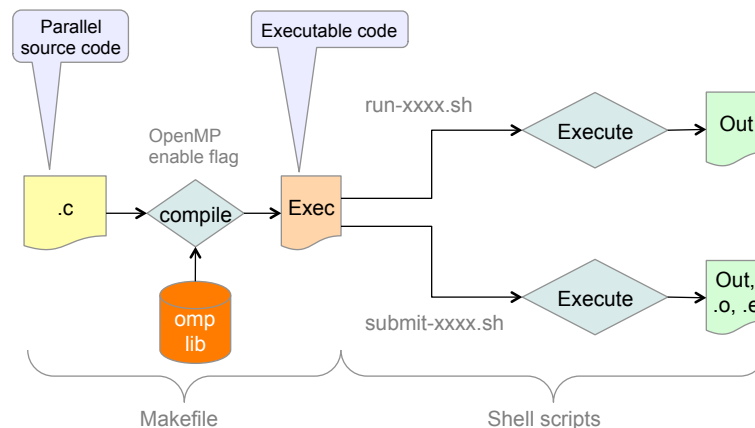 Parallel
source code
Executable code
OpenMP
enable flag
run-xxxx.sh
Execute
Out
.c
compile
Exec
omp
lib
submit-xxxx.sh
Execute
Out,
.o, .e
Makefile
Shell scripts